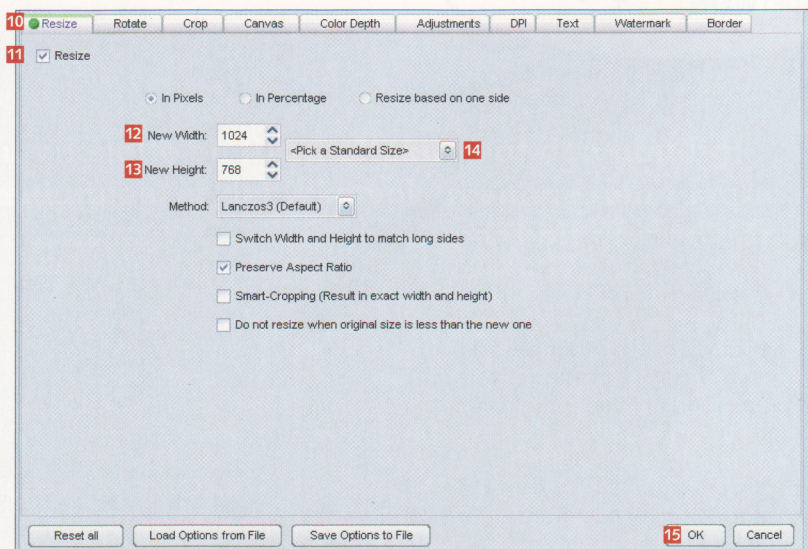 10 Resize Rotate Crop Canvas Color Depth Adjustments DPI Text Watermark Border
11 Resize
In Pixels In Percentage Resize based on one side
12 New Width: 1024
<Pick a Standard Size> 14
13 New Height: 768
Method: Lanczos3 (Default)
Switch Width and Height to match long sides
Preserve Aspect Ratio
Smart-Cropping (Result in exact width and height)
Do not resize when original size is less than the new one
Reset all Load Options from File Save Options to File 15 OK Cancel